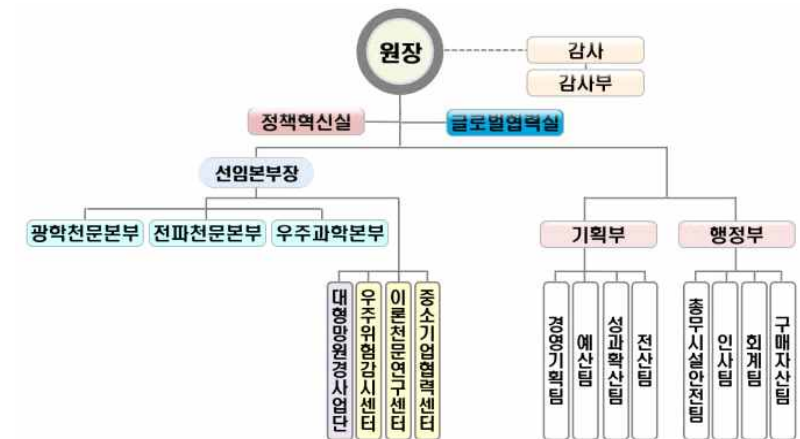 원장
감사
감사부
정책혁신실
글로벌협력실
선임본부장
광학천문본부
전파천문본부
우주과학본부
기획부
행정부
대형망원경사업단
우주위험감시센터
이론천문연구센터
중소기업협력센터
경영기획팀
예산팀
성과확산팀
전산팀
총무시설안전팀
인사팀
회계팀
구매자산팀